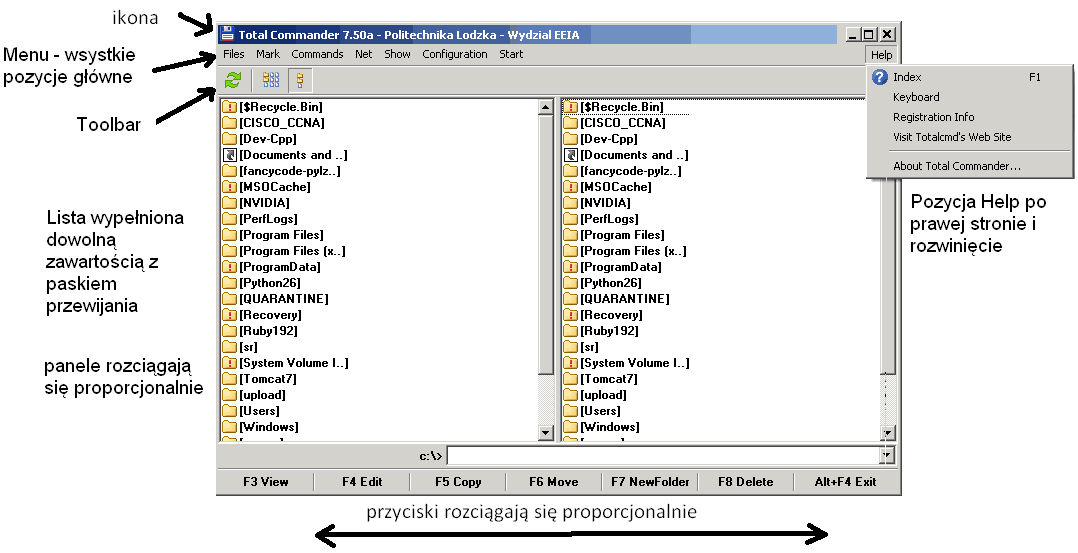 ikona
Total Commander 7.50a - Politechnika Lodzka - Wydzial EEIA
Menu - wsystkie
pozycje główne
Files Mark Commands Net Show Configuration Start Help
Toolbar
Index F1
Keyboard
Registration Info
Visit Totalcmd's Web Site
About Total Commander...
[$Recycle.Bin]
[CISCO_CCNA]
[Dev-Cpp]
[Documents and ..]
[fancycode-pylz..]
[MSOCache]
[NVIDIA]
[PerfLogs]
[Program Files]
[Program Files (x..]
[ProgramData]
[Python26]
[QUARANTINE]
[Recovery]
[Ruby192]
[sr]
[System Volume I..]
[Tomcat7]
[upload]
[Users]
[Windows]
[$Recycle.Bin]
[CISCO_CCNA]
[Dev-Cpp]
[Documents and ..]
[fancycode-pylz..]
[MSOCache]
[NVIDIA]
[PerfLogs]
[Program Files]
[Program Files (x..]
[ProgramData]
[Python26]
[QUARANTINE]
[Recovery]
[Ruby192]
[sr]
[System Volume I..]
[Tomcat7]
[upload]
[Users]
[Windows]
Lista wypełniona
dowolną
zawartością z
paskiem
przewijania
panele rozciągają
się proporcjonalnie
Pozycja Help po
prawej stronie i
rozwinięcie
c:\>
F3 View F4 Edit F5 Copy F6 Move F7 NewFolder F8 Delete Alt+F4 Exit
przyciski rozciągają się proporcjonalnie